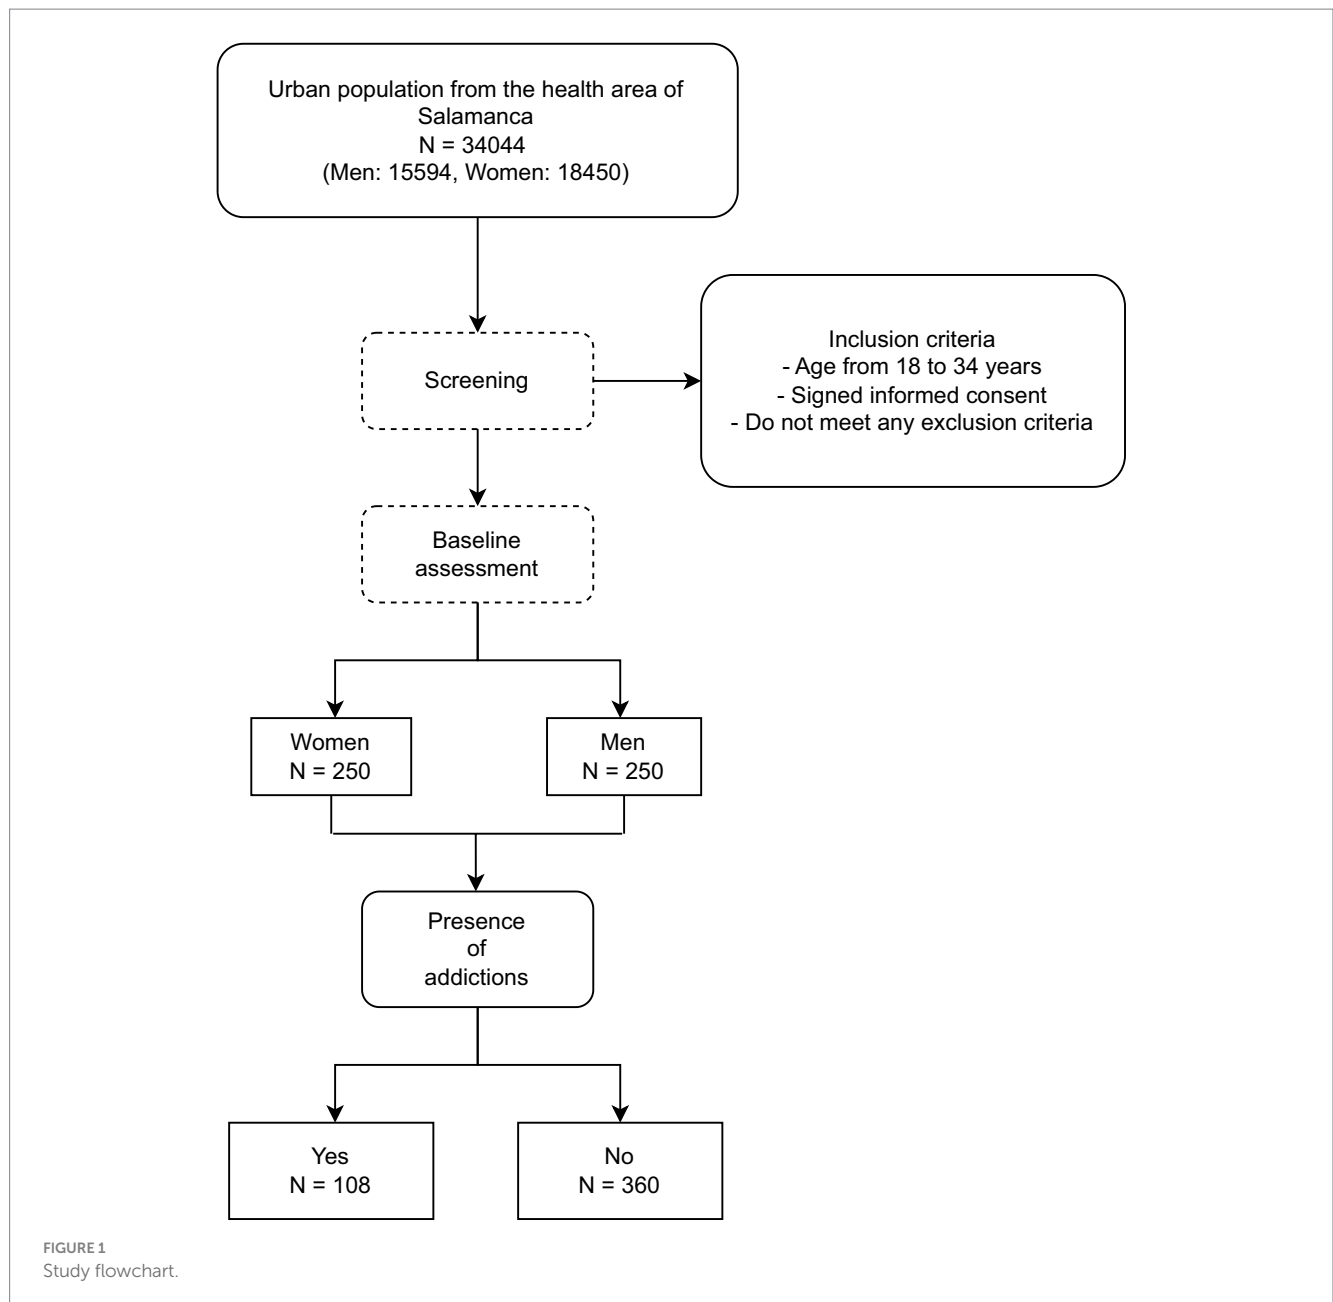 Urban population from the health area of
Salamanca
N = 34044
(Men: 15594, Women: 18450)
Screening
Inclusion criteria
- Age from 18 to 34 years
- Signed informed consent
- Do not meet any exclusion criteria
Baseline
assessment
Women
N = 250
Men
N = 250
Presence
of
addictions
Yes
N = 108
No
N = 360
FIGURE 1
Study flowchart.